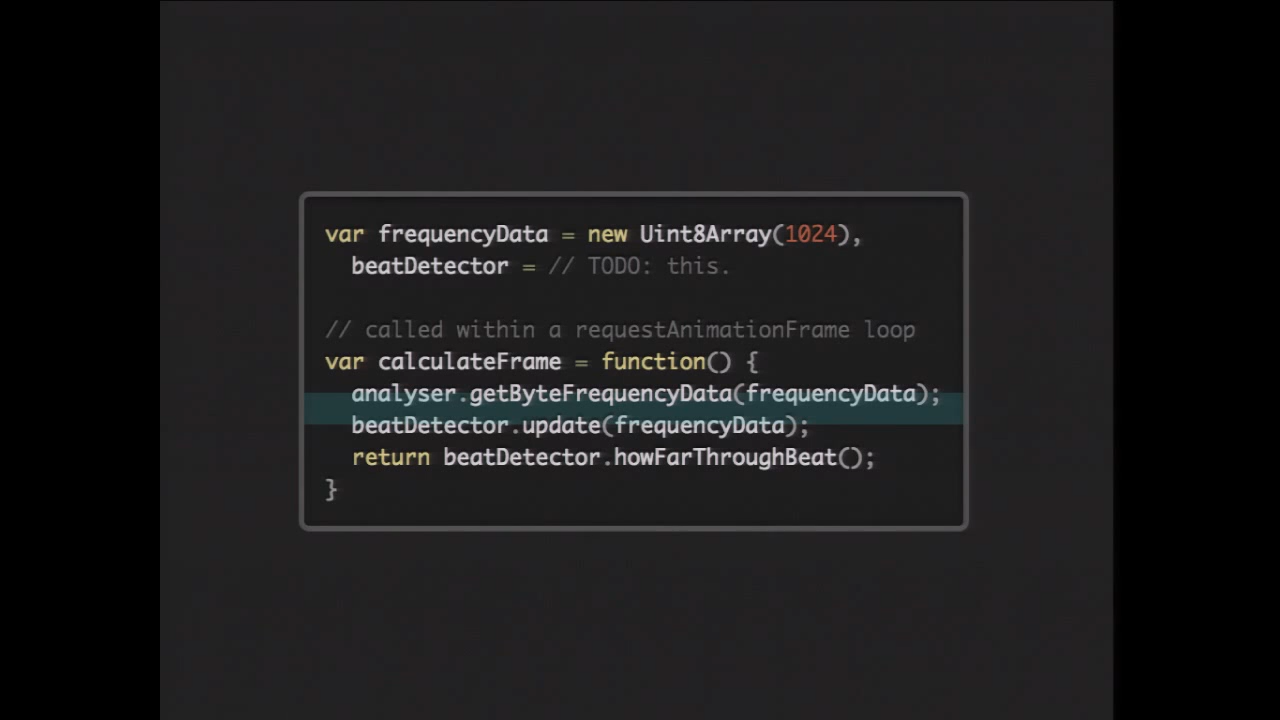 var frequencyData = new Uint8Array(1024),
  beatDetector = // TODO: this.

// called within a requestAnimationFrame loop
var calculateFrame = function() {
  analyser.getByteFrequencyData(frequencyData);
  beatDetector.update(frequencyData);
  return beatDetector.howFarThroughBeat();
}